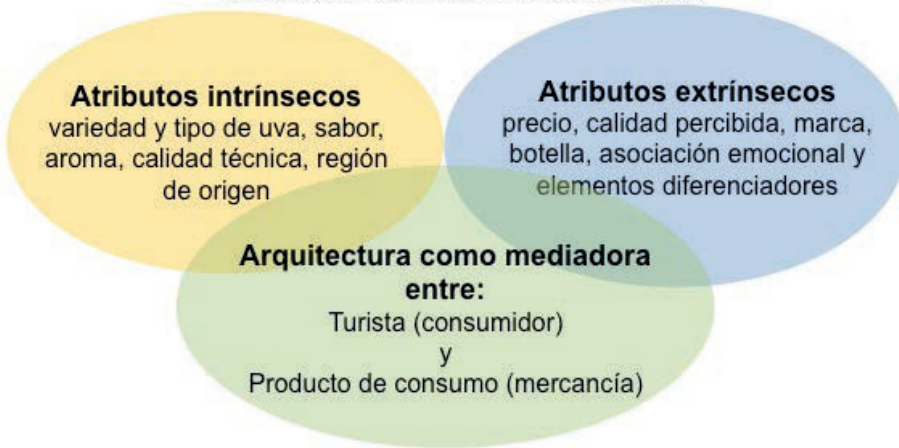 Atributos intrínsecos
variedad y tipo de uva, sabor,
aroma, calidad técnica, región
de origen
Atributos extrínsecos
precio, calidad percibida, marca,
botella, asociación emocional y
elementos diferenciadores
Arquitectura como mediadora
entre:
Turista (consumidor)
y
Producto de consumo (mercancía)